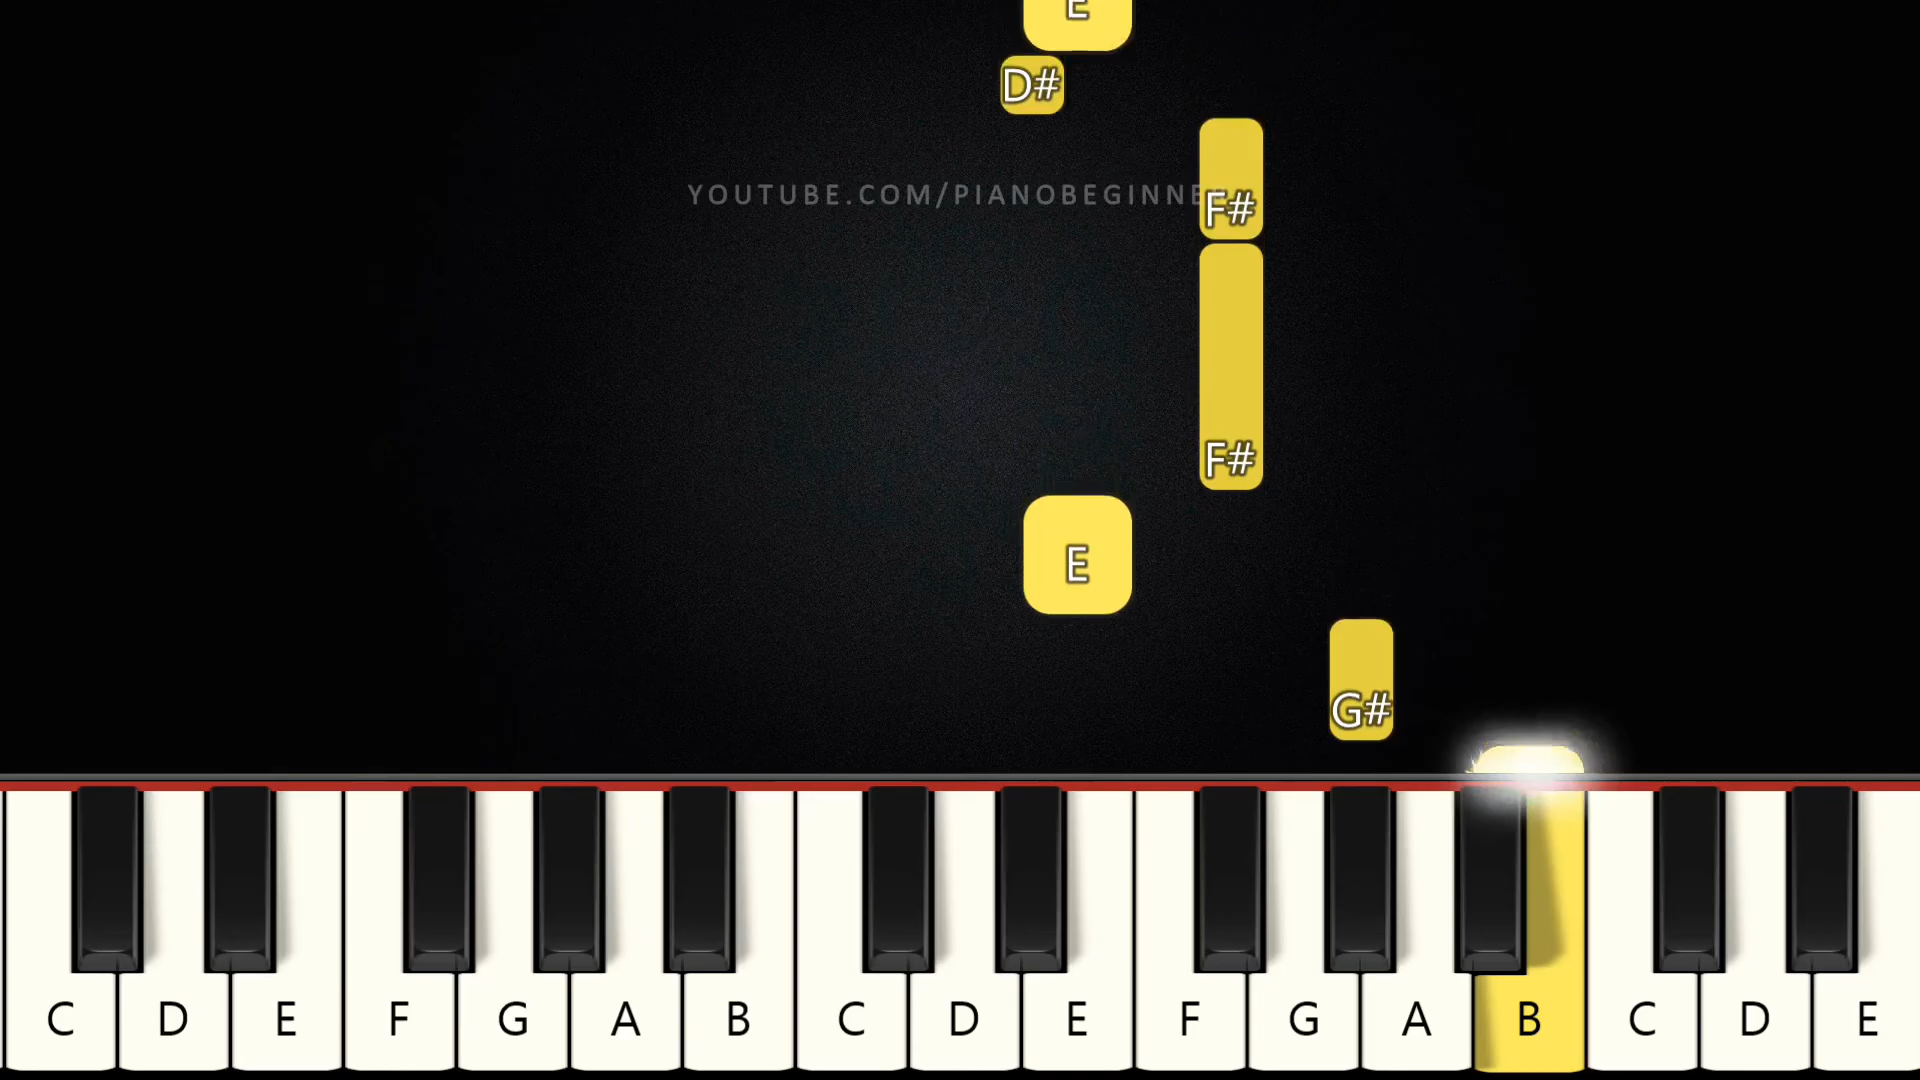 E
D#
YOUTUBE.COM/PIANOBEGINNE
F#
F#
E
G#
C D E F G A B C D E F G A B C D E